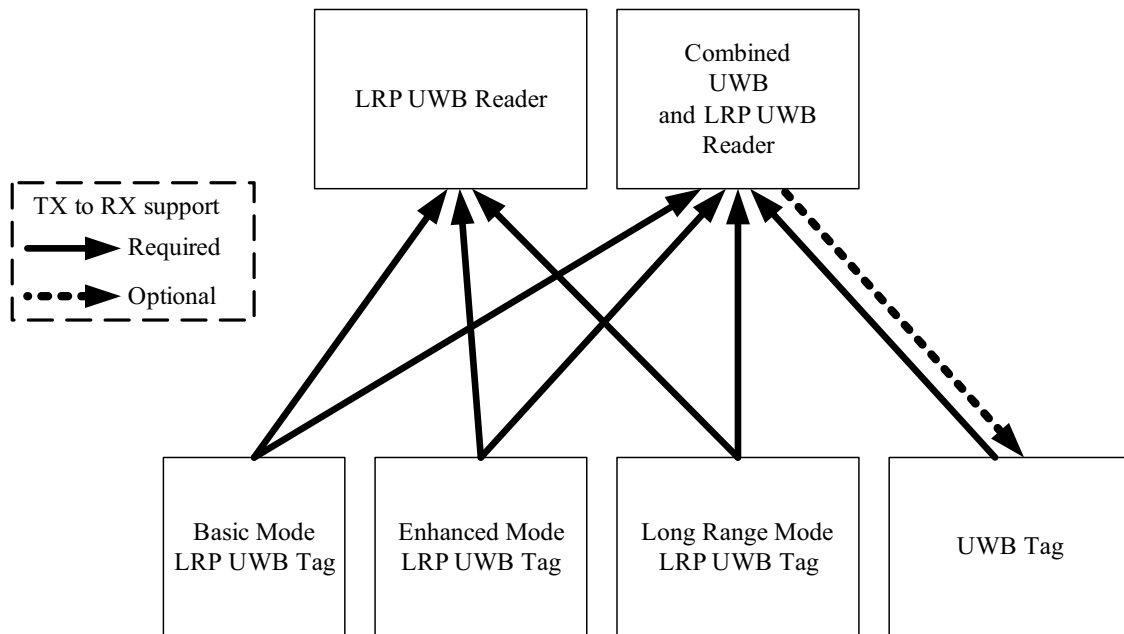 LRP UWB Reader
Combined
UWB
and LRP UWB
Reader
TX to RX support
Required
Optional
Basic Mode
LRP UWB Tag
Enhanced Mode
LRP UWB Tag
Long Range Mode
LRP UWB Tag
UWB Tag